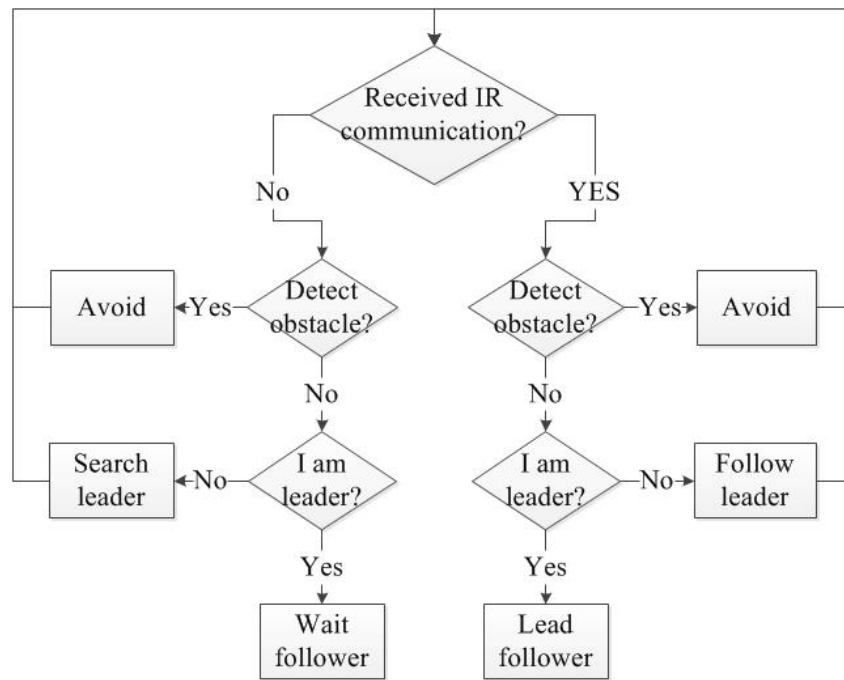 Received IR
communication?
No
YES
Avoid
Yes
Detect
obstacle?
Detect
obstacle?
Yes
Avoid
No
No
Search
leader
No
I am
leader?
I am
leader?
No
Follow
leader
Yes
Yes
Wait
follower
Lead
follower